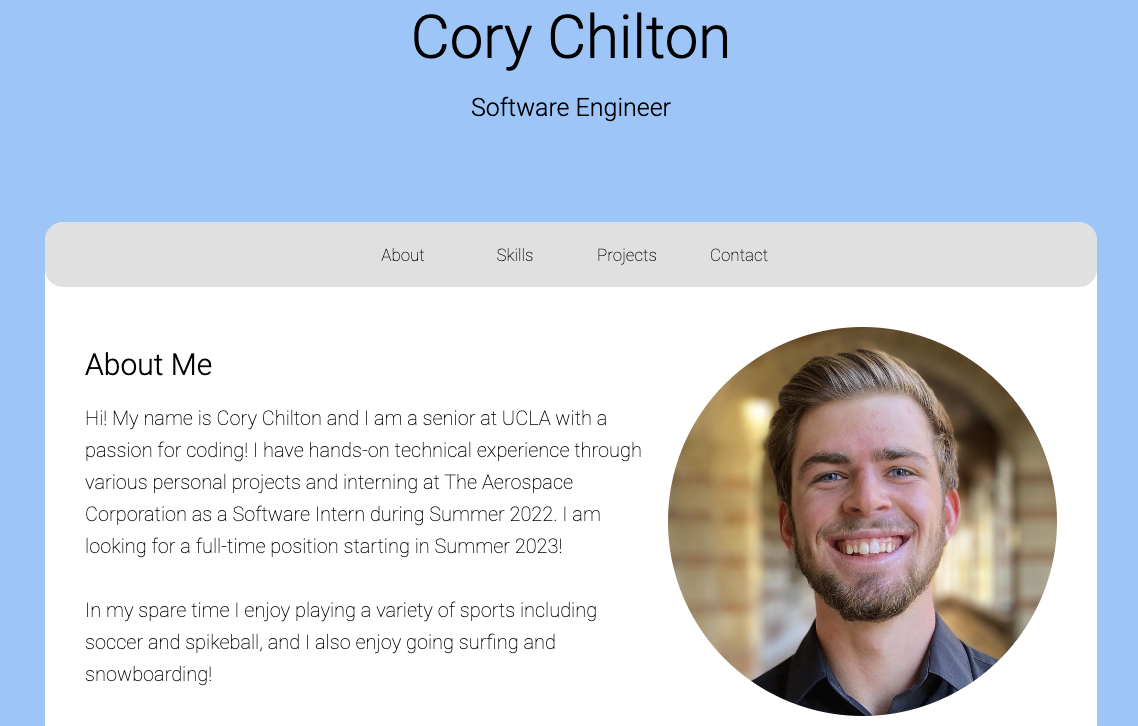 Cory Chilton
Software Engineer
About Skills Projects Contact
About Me
Hi! My name is Cory Chilton and I am a senior at UCLA with a
passion for coding! I have hands-on technical experience through
various personal projects and interning at The Aerospace
Corporation as a Software Intern during Summer 2022. I am
looking for a full-time position starting in Summer 2023!
In my spare time I enjoy playing a variety of sports including
soccer and spikeball, and I also enjoy going surfing and
snowboarding!